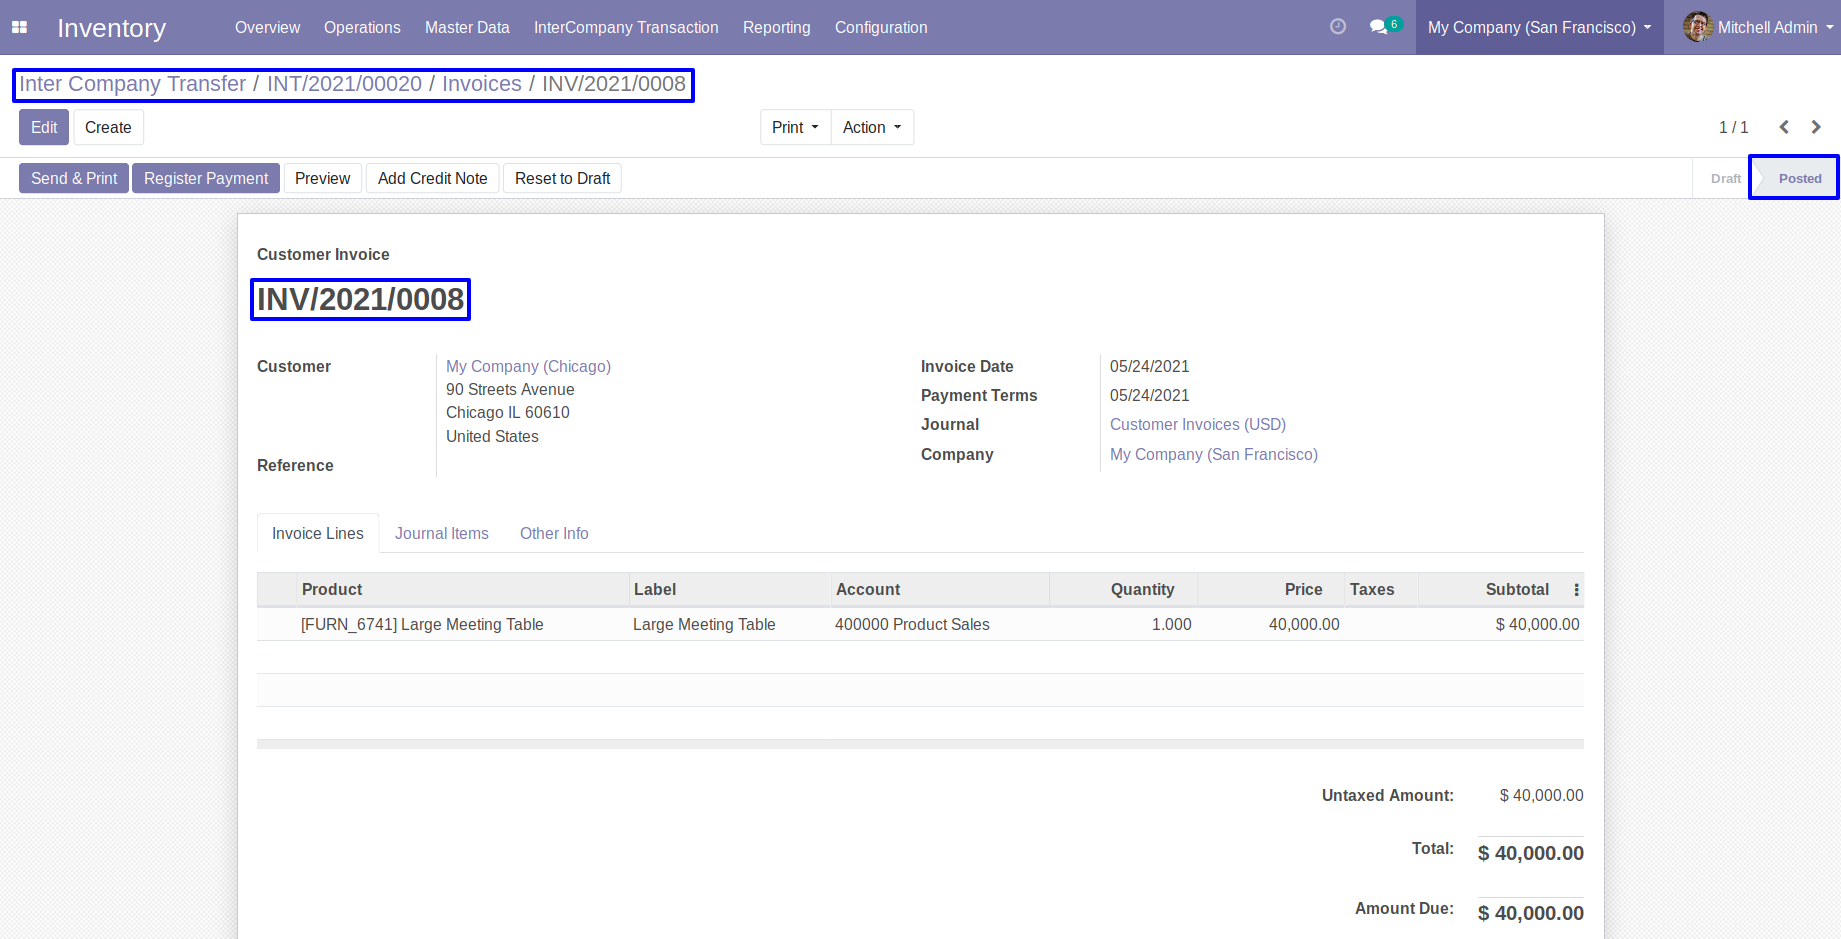 Inventory Overview Operations Master Data InterCompany Transaction Reporting Configuration 6 My Company (San Francisco) Mitchell Admin
Inter Company Transfer / INT/2021/00020 / Invoices / INV/2021/0008
Edit Create Print Action 1 / 1
Send & Print Register Payment Preview Add Credit Note Reset to Draft Draft Posted
Customer Invoice
INV/2021/0008
Customer My Company (Chicago) Invoice Date 05/24/2021
90 Streets Avenue Payment Terms 05/24/2021
Chicago IL 60610 Journal Customer Invoices (USD)
United States Company My Company (San Francisco)
Reference
Invoice Lines Journal Items Other Info
Product Label Account Quantity Price Taxes Subtotal
[FURN_6741] Large Meeting Table Large Meeting Table 400000 Product Sales 1.000 40,000.00 $ 40,000.00
Untaxed Amount: $ 40,000.00
Total: $ 40,000.00
Amount Due: $ 40,000.00